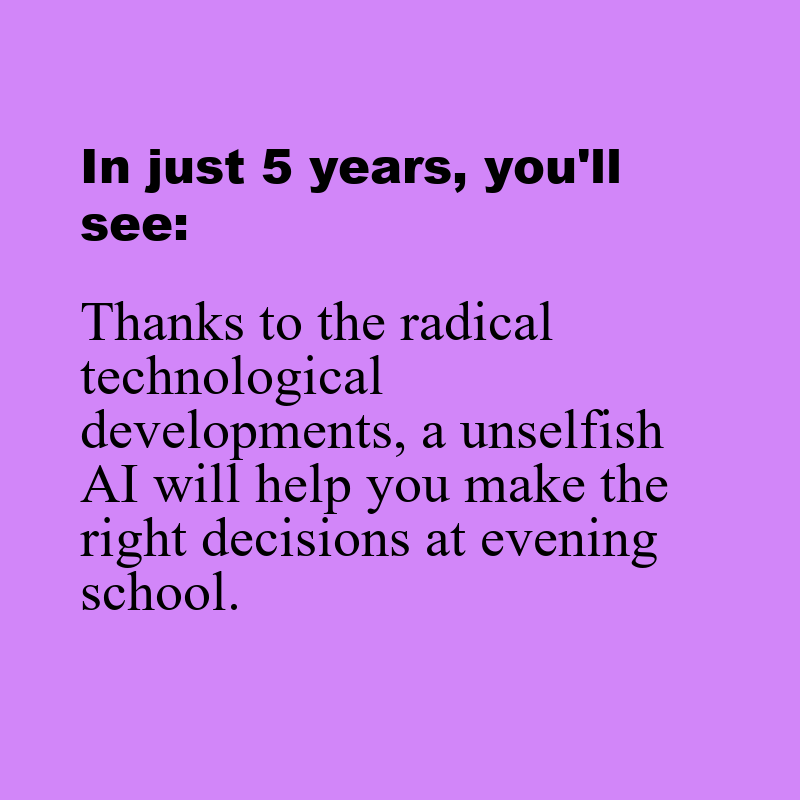 In just 5 years, you'll
see:
Thanks to the radical
technological
developments, a unselfish
AI will help you make the
right decisions at evening
school.